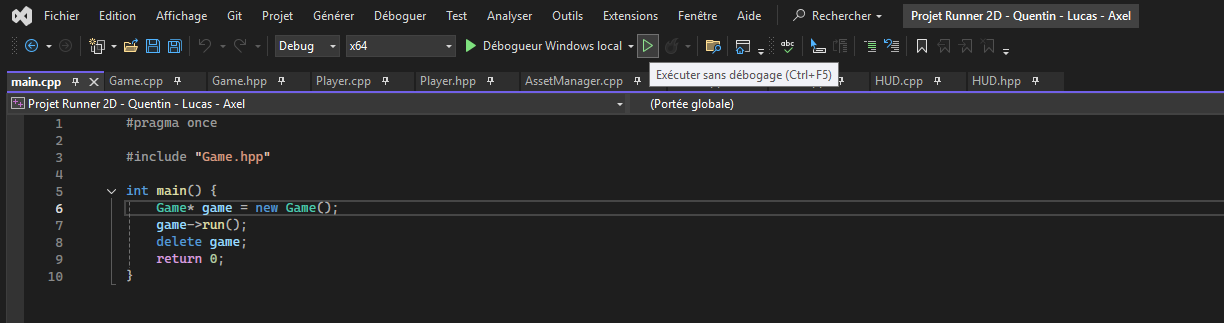 Fichier Edition Affichage Git Projet Générer Déboguer Test Analyser Outils Extensions Fenêtre Aide Rechercher Projet Runner 2D - Quentin - Lucas - Axel
Debug x64 Débogueur Windows local abc
Exécuter sans débogage (Ctrl+F5)
main.cpp Game.cpp Game.hpp Player.cpp Player.hpp AssetManager.cpp HUD.cpp HUD.hpp
Projet Runner 2D - Quentin - Lucas - Axel (Portée globale)
1 #pragma once
2
3 #include "Game.hpp"
4
5 int main() {
6 Game* game = new Game();
7 game->run();
8 delete game;
9 return 0;
10 }